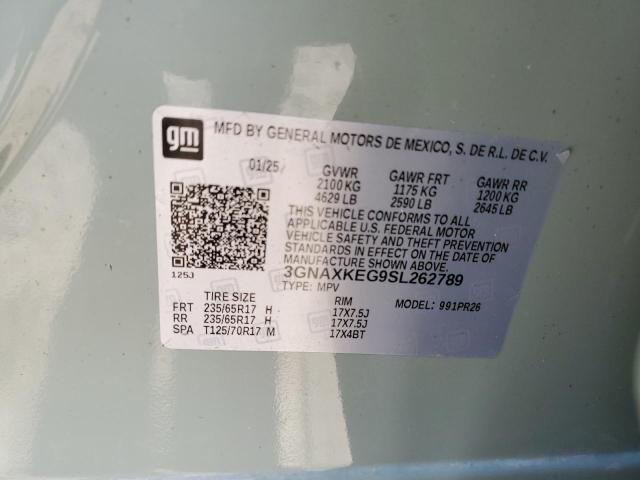 gm
MFD BY GENERAL MOTORS DE MEXICO, S. DE R.L. DE C.V.
01/25 GVWR GAWR FRT GAWR RR
2100 KG 1175 KG 1200 KG
4629 LB 2590 LB 2645 LB
THIS VEHICLE CONFORMS TO ALL
APPLICABLE U.S. FEDERAL MOTOR
VEHICLE SAFETY AND THEFT PREVENTION
STANDARDS IN EFFECT ON THE DATE OF
MANUFACTURE SHOWN ABOVE.
125J
3GNAXKEG9SL262789
TYPE: MPV
TIRE SIZE RIM MODEL: 991PR26
FRT 235/65R17 H 17X7.5J
RR 235/65R17 H 17X7.5J
SPA T125/70R17 M 17X4BT